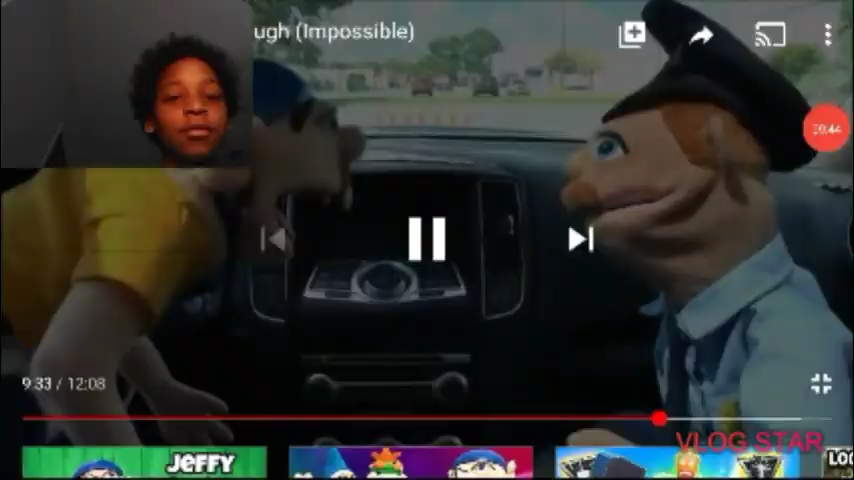 ugh (Impossible)
9:33 / 12:08
VLOG STAR
JEFFY